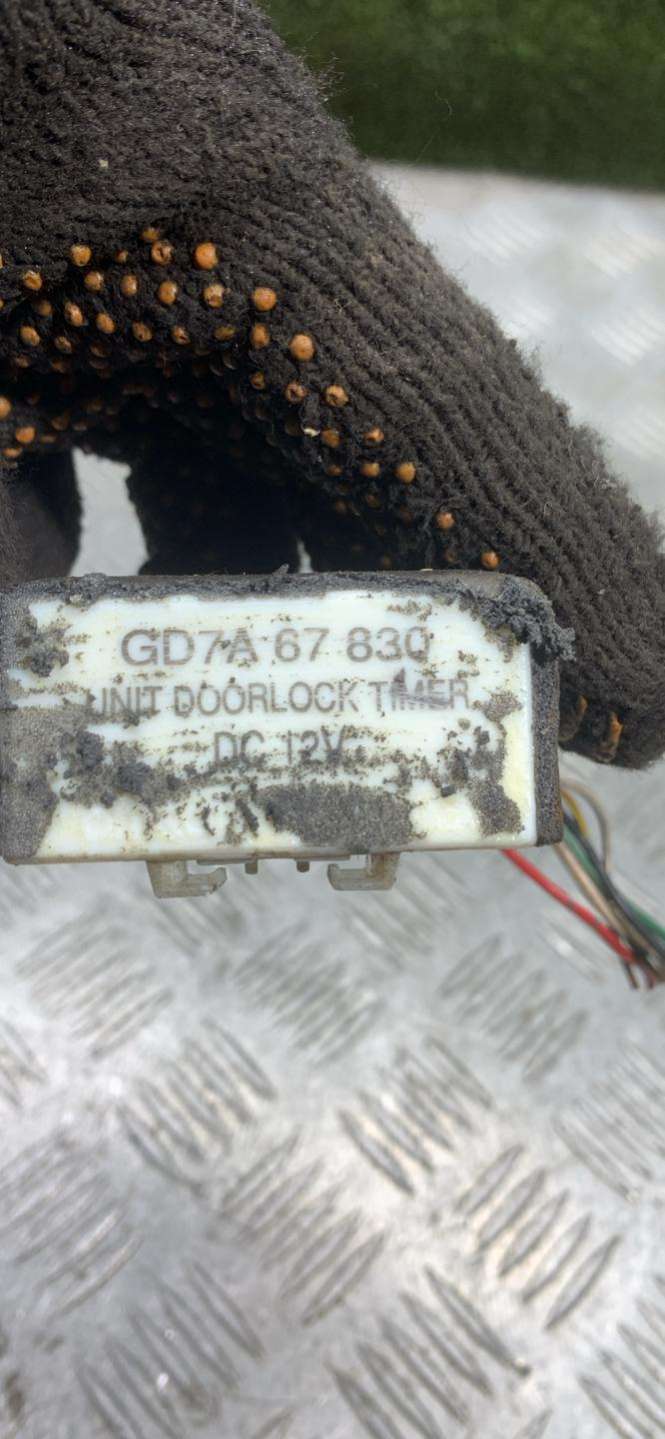 GD7A 67 830
UNIT DOORLOCK TIMER
DC 12V